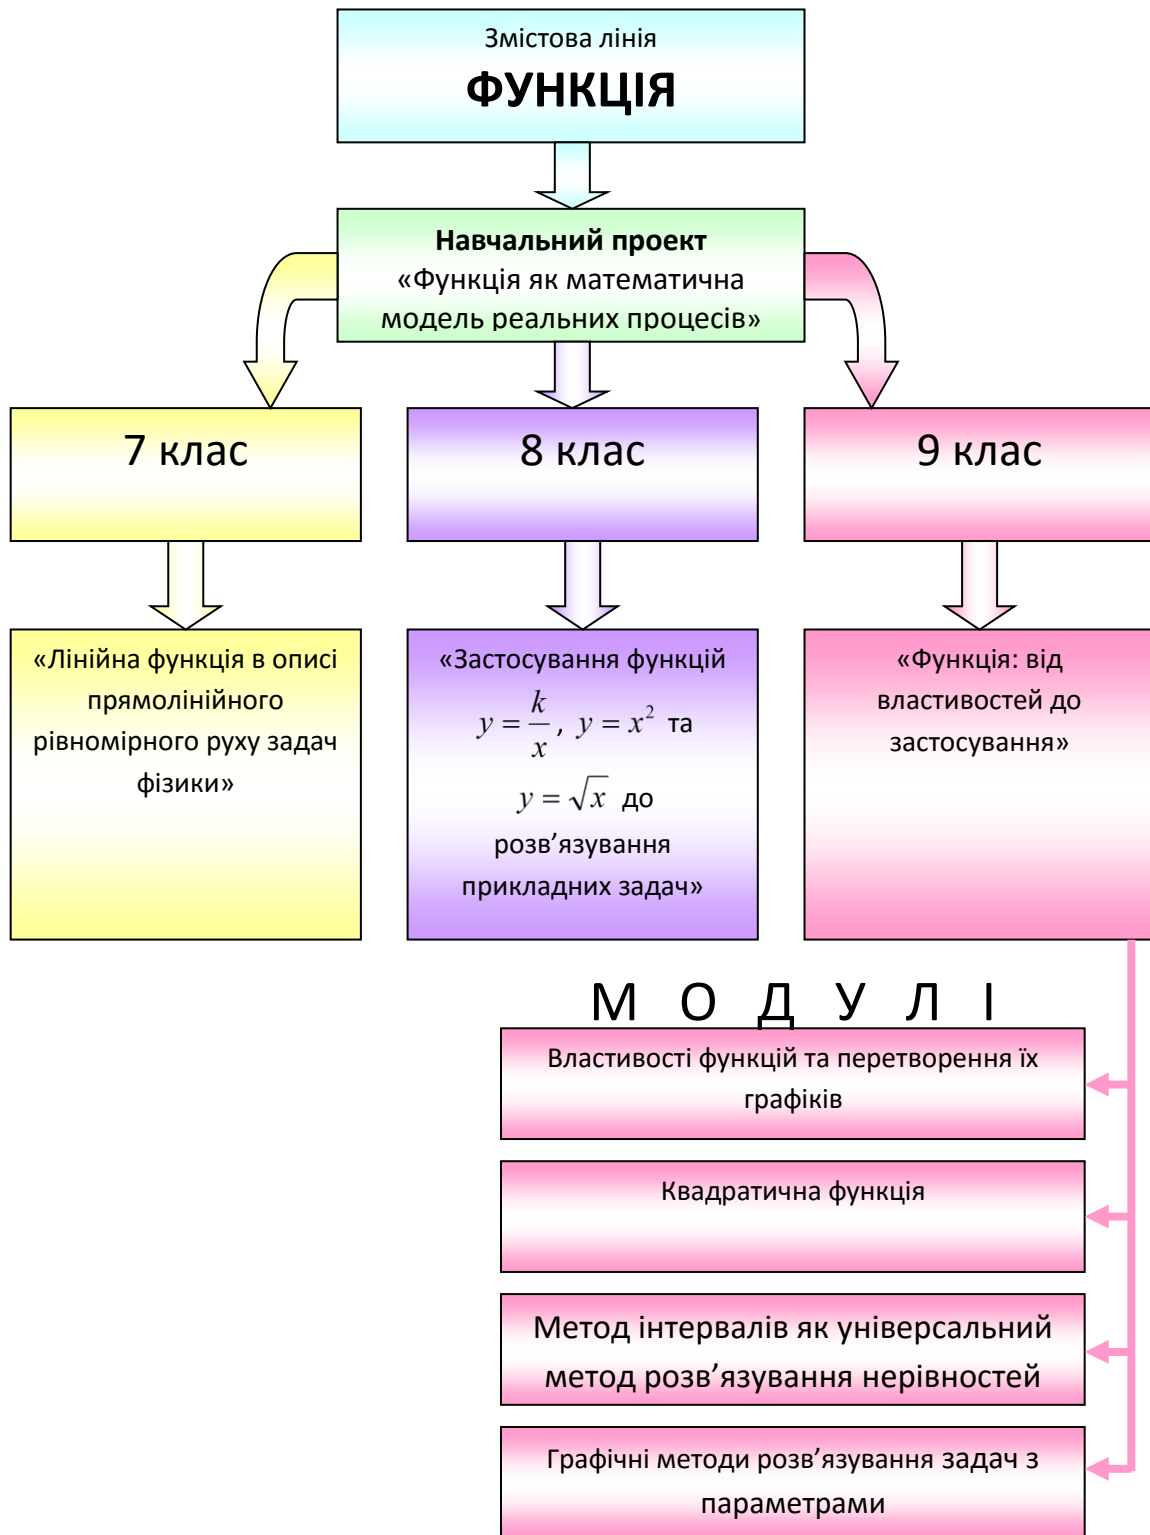 Змістова лінія
ФУНКЦІЯ
Навчальний проект
«Функція як математична
модель реальних процесів»
7 клас
8 клас
9 клас
«Лінійна функція в описі
прямолінійного
рівномірного руху задач
фізики»
«Застосування функцій
y = k/x, y = x² та
y = √x до
розв’язування
прикладних задач»
«Функція: від
властивостей до
застосування»
М О Д У Л І
Властивості функцій та перетворення їх
графіків
Квадратична функція
Метод інтервалів як універсальний
метод розв’язування нерівностей
Графічні методи розв’язування задач з
параметрами